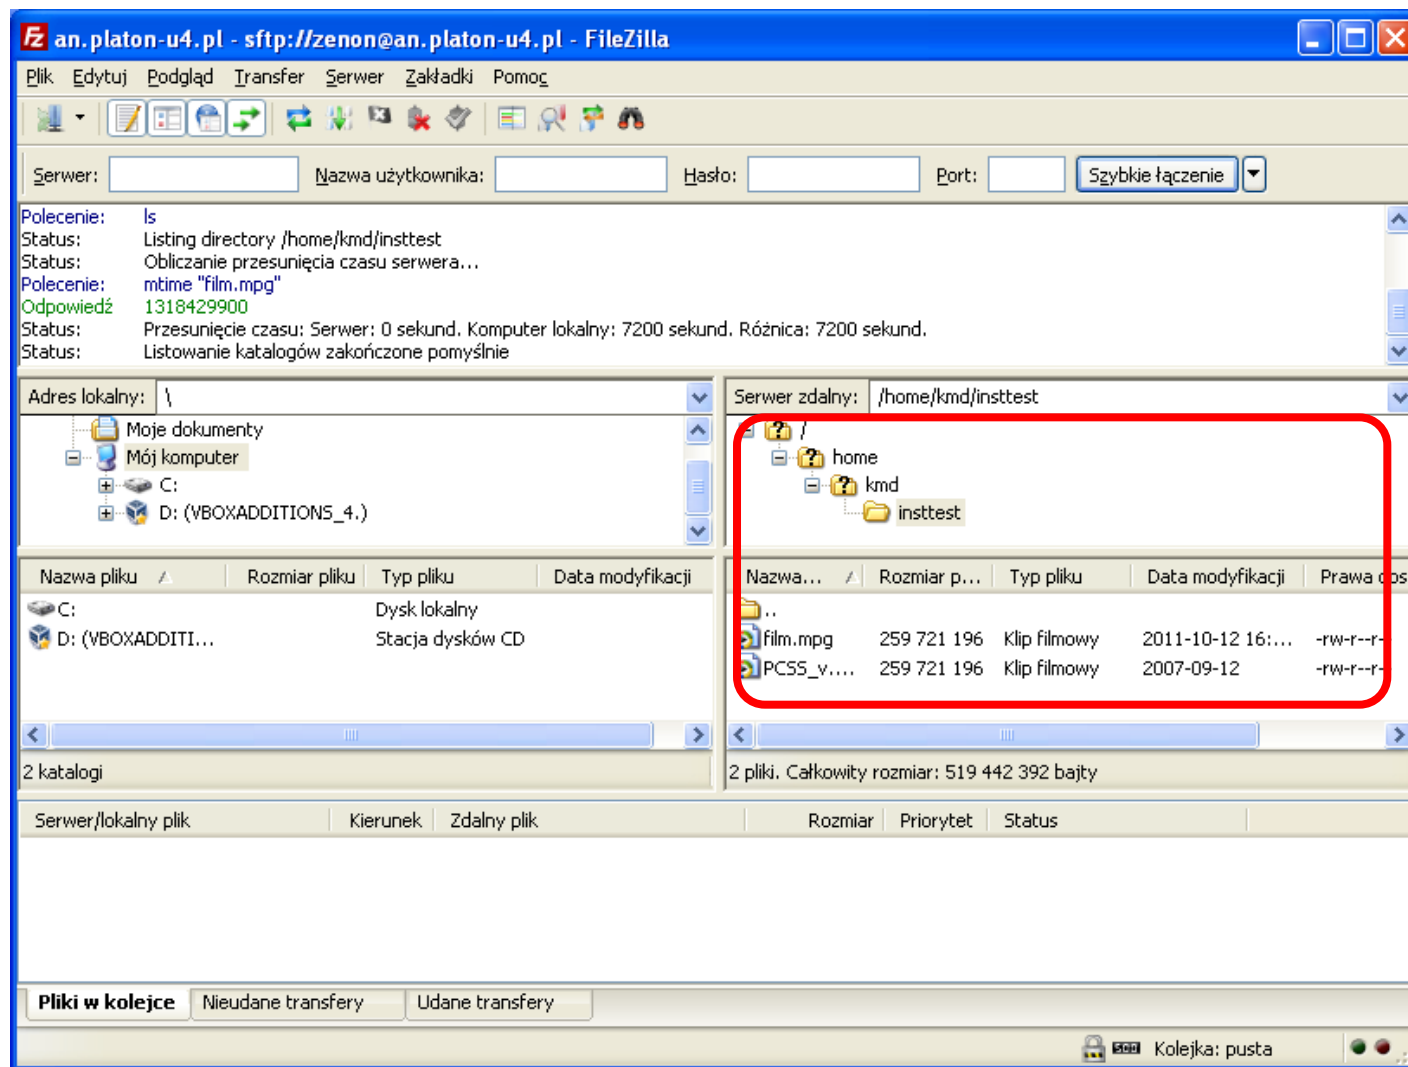 an.platon-u4.pl - sftp://zenon@an.platon-u4.pl - FileZilla
Plik Edytuj Podgląd Transfer Serwer Zakładki Pomoc
Serwer: Nazwa użytkownika: Hasło: Port: Szybkie łączenie
Polecenie: ls
Status: Listing directory /home/kmd/insttest
Status: Obliczanie przesunięcia czasu serwera...
Polecenie: mtime "film.mpg"
Odpowiedź 1318429900
Status: Przesunięcie czasu: Serwer: 0 sekund. Komputer lokalny: 7200 sekund. Różnica: 7200 sekund.
Status: Listowanie katalogów zakończone pomyślnie
Adres lokalny: \
Moje dokumenty
Mój komputer
C:
D: (VBOXADDITIONS_4.)
Serwer zdalny: /home/kmd/insttest
/
home
kmd
insttest
Nazwa pliku Rozmiar pliku Typ pliku Data modyfikacji
C: Dysk lokalny
D: (VBOXADDITI... Stacja dysków CD
2 katalogi
Nazwa... Rozmiar p... Typ pliku Data modyfikacji Prawa dos
..
film.mpg 259 721 196 Klip filmowy 2011-10-12 16:... -rw-r--r-
PCSS_v.... 259 721 196 Klip filmowy 2007-09-12 -rw-r--r-
2 pliki. Całkowity rozmiar: 519 442 392 bajty
Serwer/lokalny plik Kierunek Zdalny plik Rozmiar Priorytet Status
Pliki w kolejce Nieudane transfery Udane transfery
Kolejka: pusta